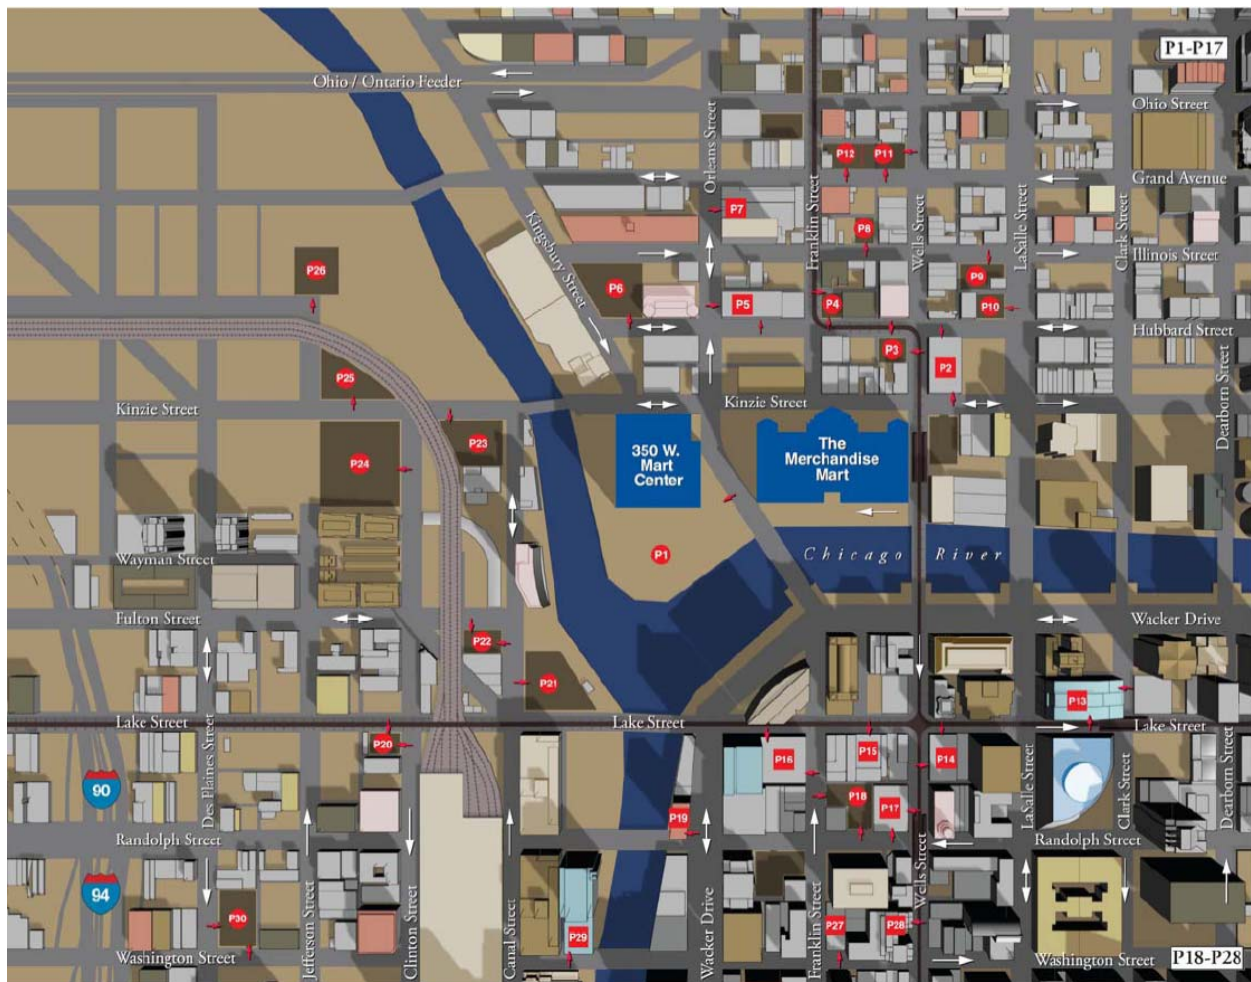 P1-P17
Ohio / Ontario Feeder
Ohio Street
Orleans Street
P12
P11
Grand Avenue
Kingsbury Street
P7
Franklin Street
P8
Wells Street
LaSalle Street
Clark Street
Illinois Street
P26
P6
P5
P4
P9
P10
Hubbard Street
P3
P2
P25
Kinzie Street
Kinzie Street
Dearborn Street
P23
P24
350 W.
Mart
Center
The
Merchandise
Mart
P1
Chicago River
Wayman Street
Fulton Street
Wacker Drive
P22
P21
P13
Lake Street
Lake Street
Lake Street
P20
Des Plaines Street
P16
P15
P14
90
P18
P17
P19
LaSalle Street
Clark Street
Dearborn Street
Randolph Street
Randolph Street
94
P30
Jefferson Street
Clinton Street
Canal Street
P29
Wacker Drive
Franklin Street
P27
P28
Wells Street
Washington Street
Washington Street
P18-P28